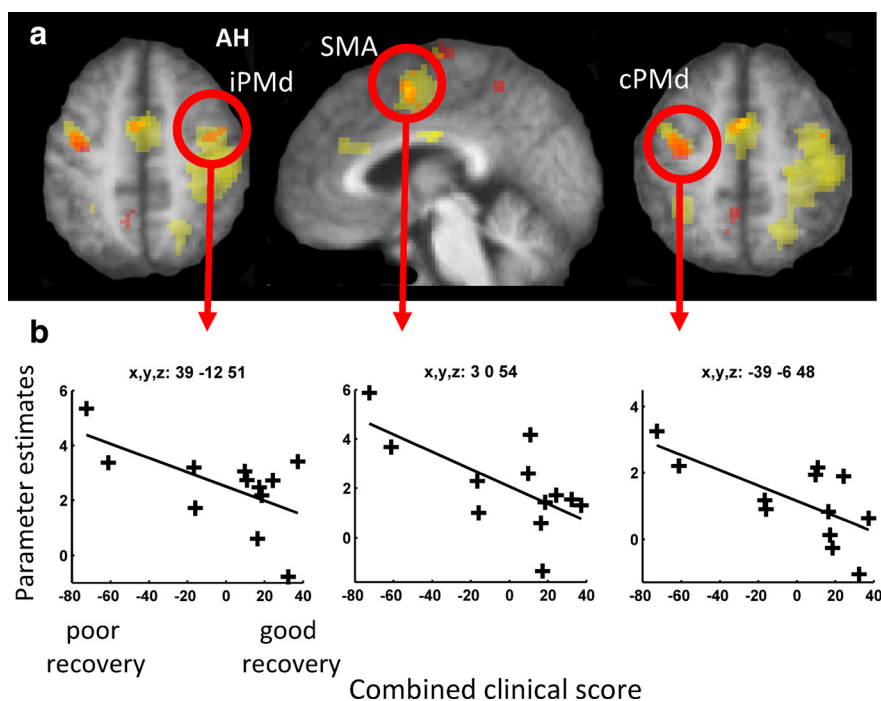 a
AH
iPMd
SMA
cPMd
b
x,y,z: 39 -12 51
x,y,z: 3 0 54
x,y,z: -39 -6 48
Parameter estimates
6
4
2
0
-80 -60 -40 -20 0 20 40
6
4
2
0
-80 -60 -40 -20 0 20 40
4
2
0
-80 -60 -40 -20 0 20 40
poor
recovery
good
recovery
Combined clinical score